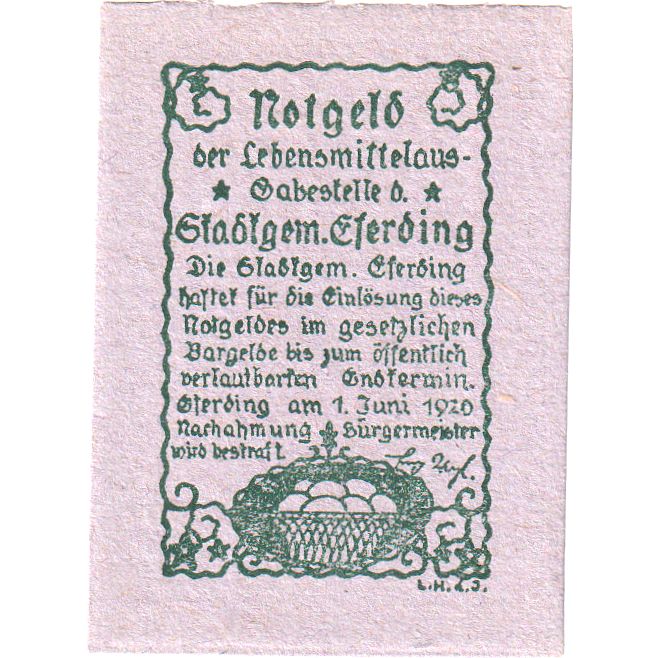 Notgeld
der Lebensmittelaus-
Gabestelle d.
Stadtgem. Eferding
Die Stadtgem. Eferding
haftet für die Einlösung dieses
Notgeldes im gesetzlichen
Bargelde bis zum öffentlich
verlautbarten Endtermin.
Eferding am 1. Juni 1920
Nachahmung Bürgermeister
wird bestraft.
L.H.L.J.